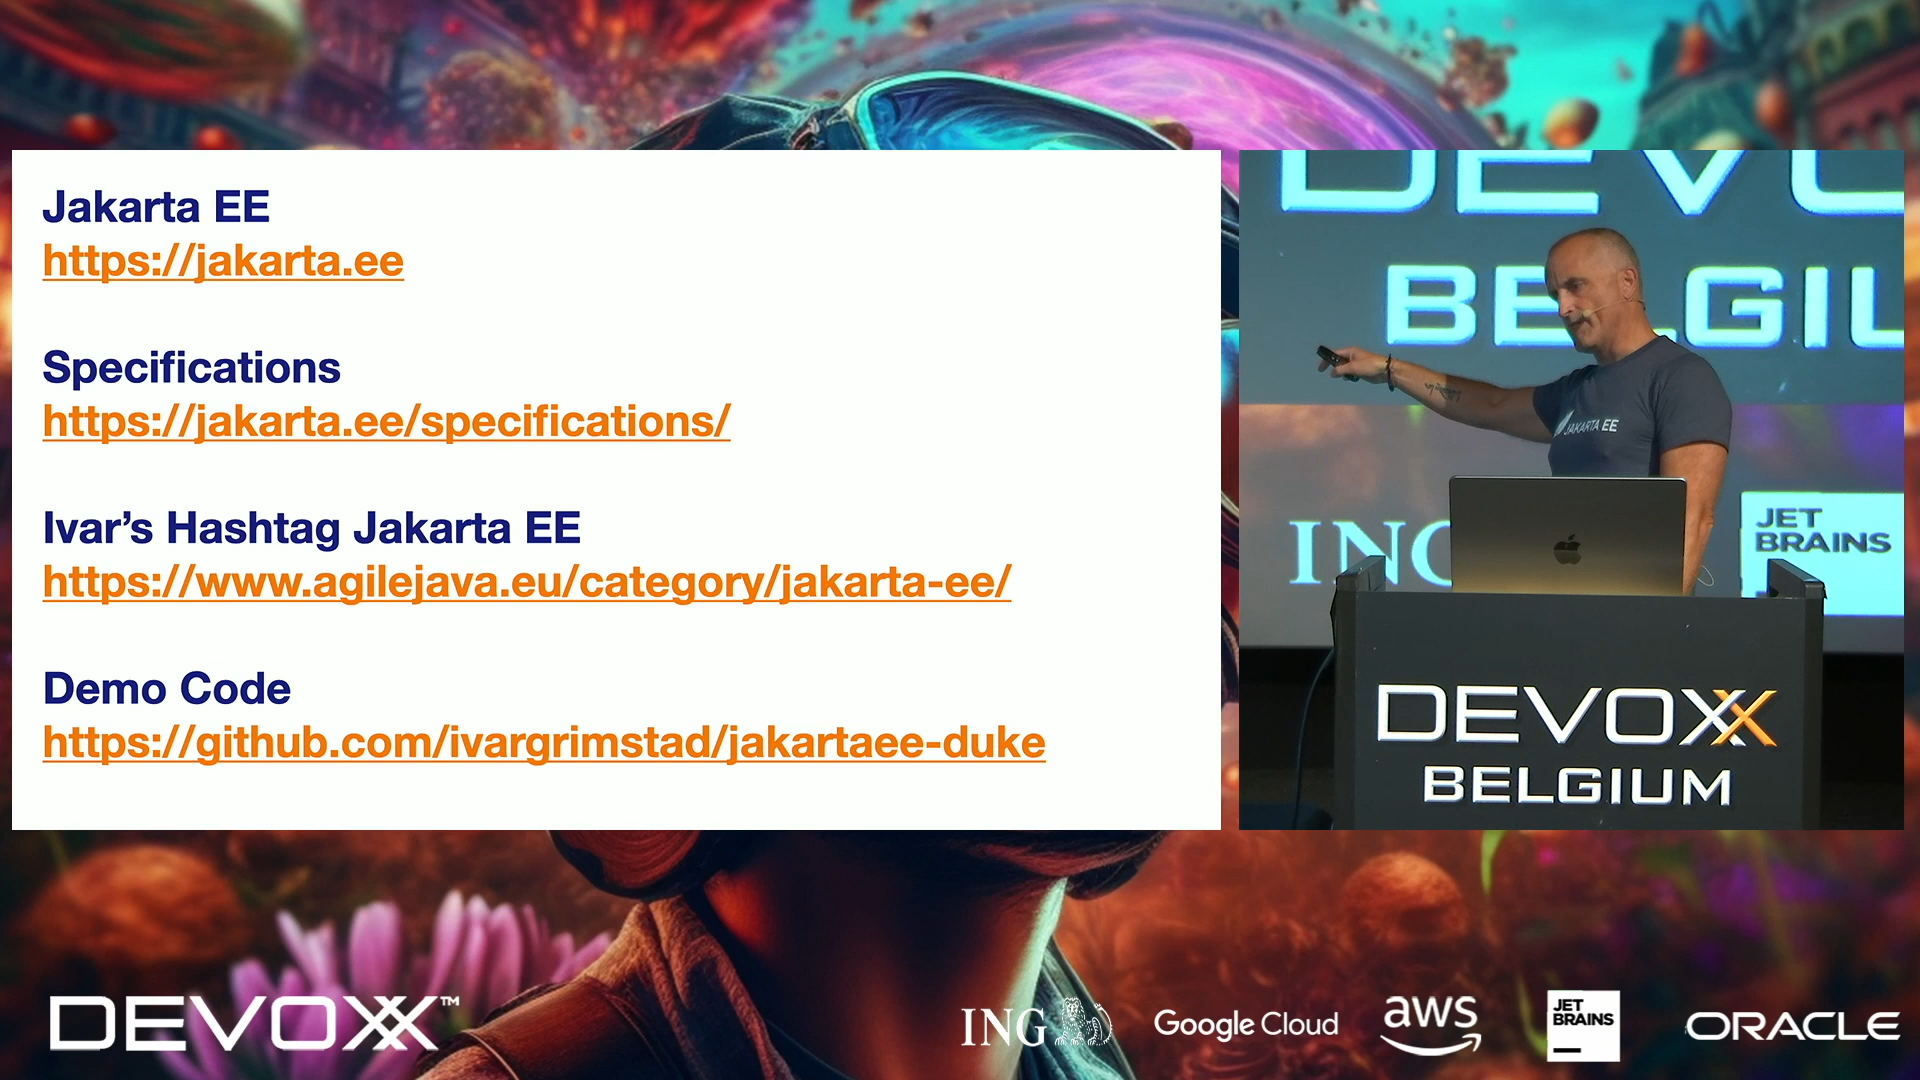 Jakarta EE
https://jakarta.ee
Specifications
https://jakarta.ee/specifications/
Ivar’s Hashtag Jakarta EE
https://www.agilejava.eu/category/jakarta-ee/
Demo Code
https://github.com/ivargrimstad/jakartaee-duke
DEVO
BELGIU
JAKARTA EE
ING
JET
BRAINS
DEVOXX
BELGIUM
DEVOXX™
ING
Google Cloud
aws
JET
BRAINS
ORACLE